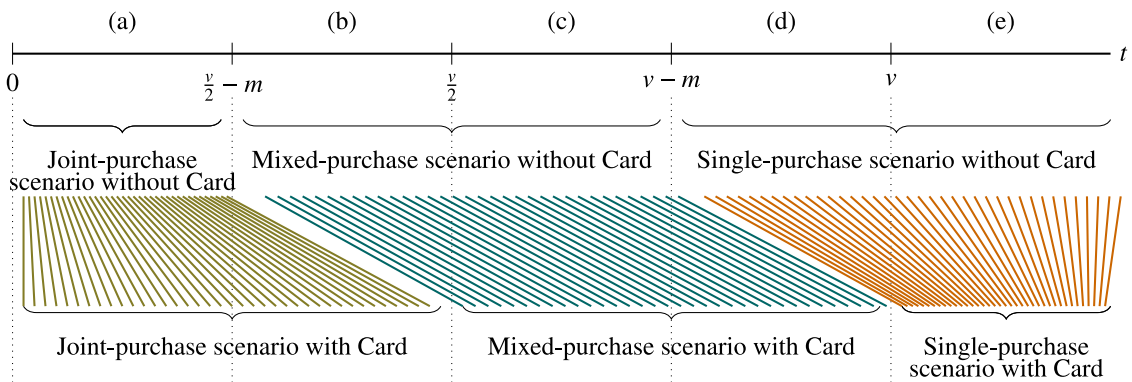 (a) (b) (c) (d) (e)
t
0 v/2 − m v/2 v−m v
Joint-purchase
scenario without Card
Mixed-purchase scenario without Card
Single-purchase scenario without Card
Joint-purchase scenario with Card
Mixed-purchase scenario with Card
Single-purchase
scenario with Card